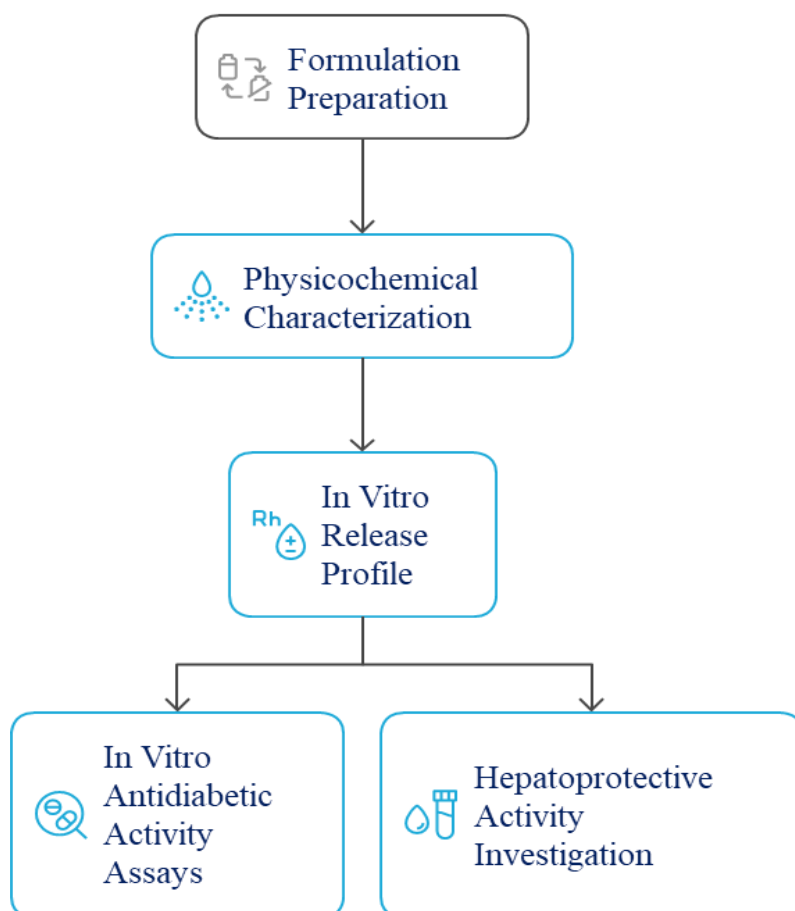 Formulation
Preparation
Physicochemical
Characterization
Rh
In Vitro
Release
Profile
In Vitro
Antidiabetic
Activity
Assays
Hepatoprotective
Activity
Investigation